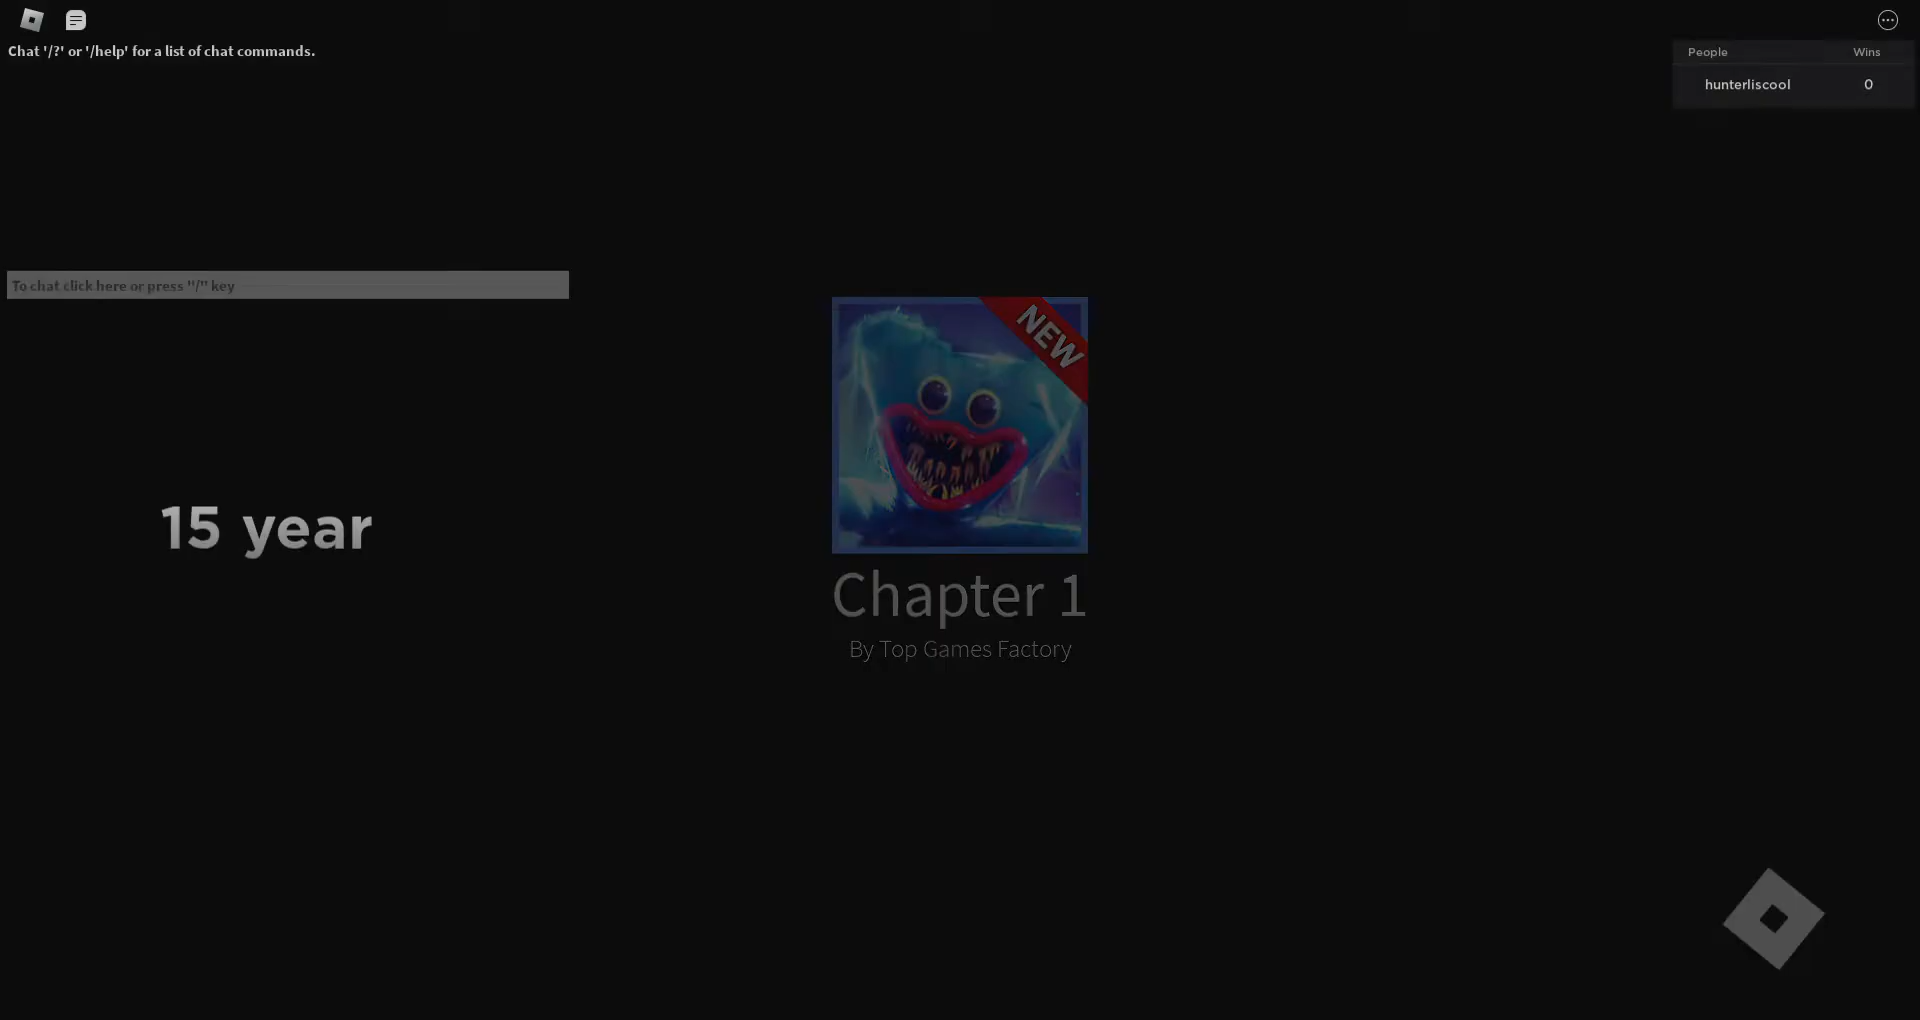 Chat '/?' or '/help' for a list of chat commands.
People Wins
hunterliscool 0
To chat click here or press "/" key
NEW
15 year
Chapter 1
By Top Games Factory